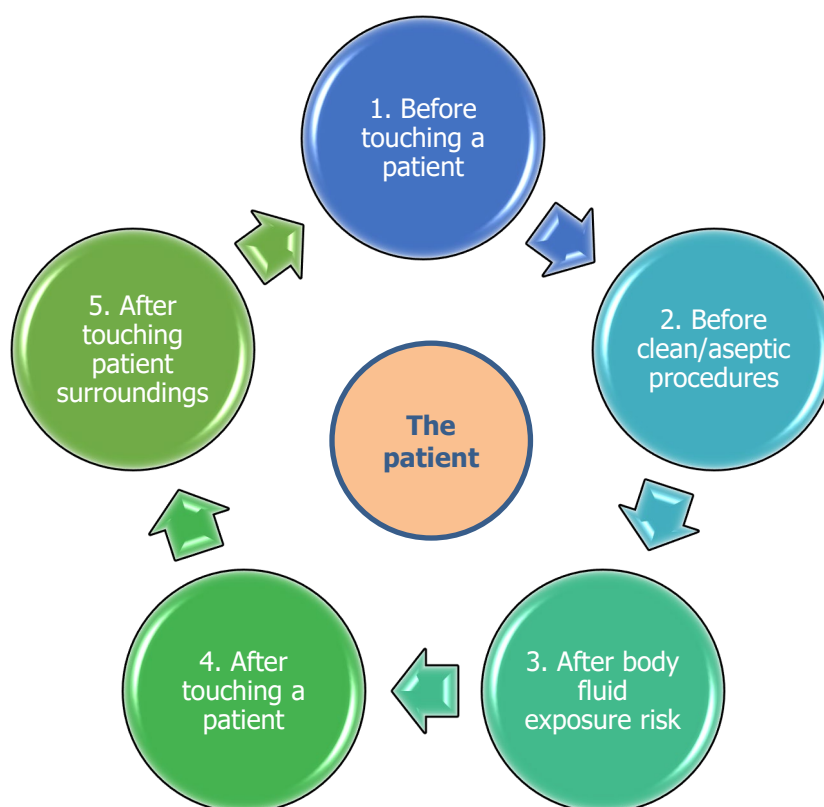 1. Before
touching a
patient
2. Before
clean/aseptic
procedures
3. After body
fluid
exposure risk
4. After
touching a
patient
5. After
touching
patient
surroundings
The
patient